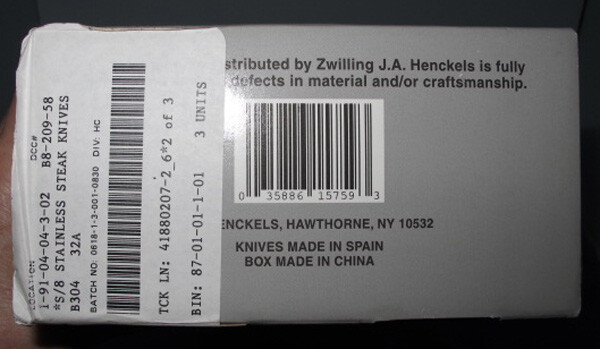 LOCATION DCC#
1-91-04-04-3-02 B8-209-58
*S/8 STAINLESS STEAK KNIVES
B304 32A
BATCH NO: 0618-1-3-001-0830 DIV: HC
TCK LN: 41880207-2_6*2 of 3
BIN: 87-01-01-1-01 3 UNITS
stributed by Zwilling J.A. Henckels is fully
defects in material and/or craftsmanship.
0 35886 15759 3
ENCKELS, HAWTHORNE, NY 10532
KNIVES MADE IN SPAIN
BOX MADE IN CHINA